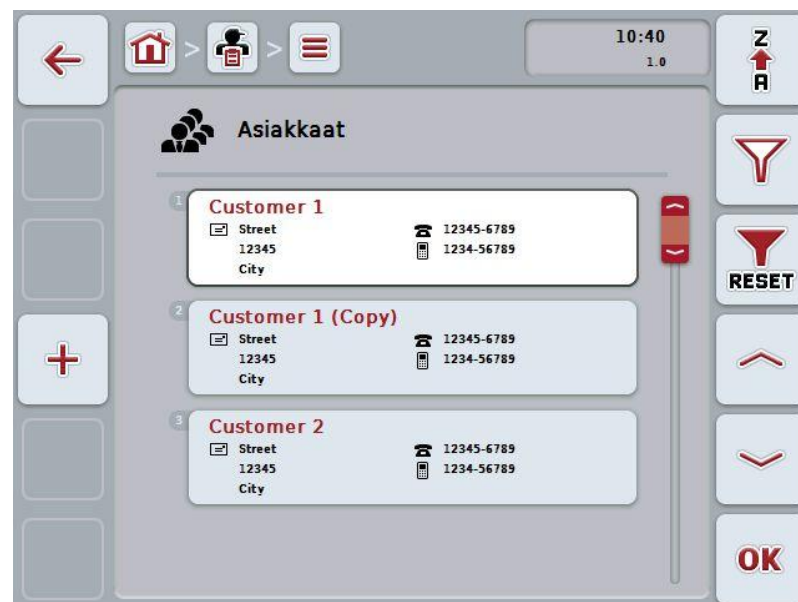 10:40
1.0
Z
A
Asiakkaat
1
Customer 1
Street 12345-6789
12345 1234-56789
City
RESET
2
Customer 1 (Copy)
Street 12345-6789
12345 1234-56789
City
3
Customer 2
Street 12345-6789
12345 1234-56789
City
OK